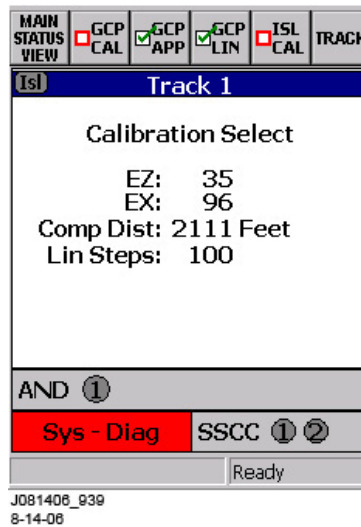 MAIN STATUS VIEW GCP CAL GCP APP GCP LIN ISL CAL TRACK
Isl Track 1
Calibration Select
EZ: 35
EX: 96
Comp Dist: 2111 Feet
Lin Steps: 100
AND 1
Sys - Diag SSCC 1 2
Ready
J081406_939
8-14-06